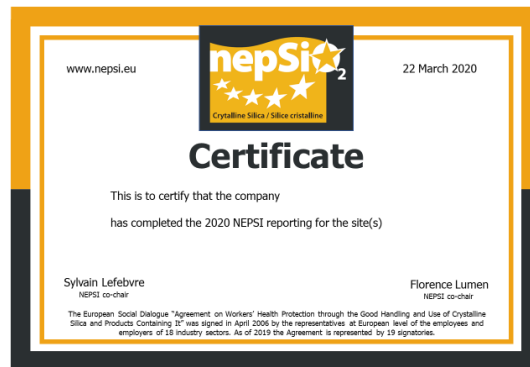 www.nepsi.eu
nepSiO2
22 March 2020
Crytalline Silica / Silice cristalline
Certificate
This is to certify that the company
has completed the 2020 NEPSI reporting for the site(s)
Sylvain Lefebvre
NEPSI co-chair
Florence Lumen
NEPSI co-chair
The European Social Dialogue "Agreement on Workers' Health Protection through the Good Handling and Use of Crystalline
Silica and Products Containing It" was signed in April 2006 by the representatives at European level of the employees and
employers of 18 industry sectors. As of 2019 the Agreement is represented by 19 signatories.